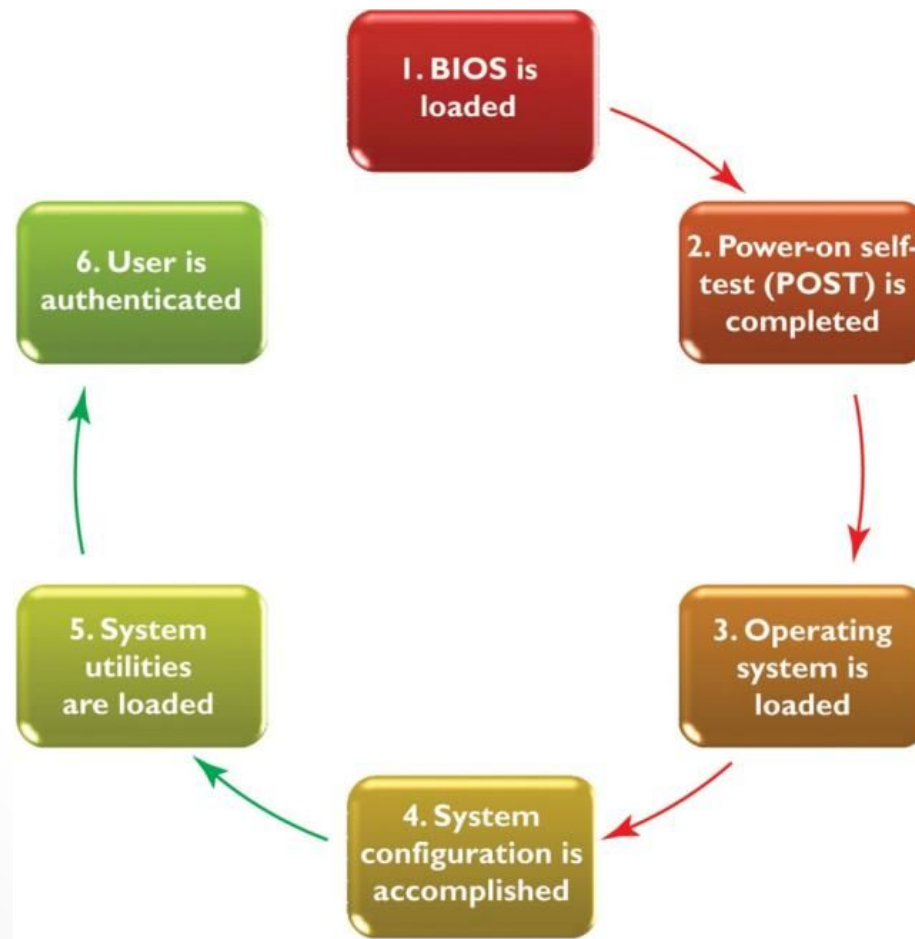 1. BIOS is
loaded
2. Power-on self-
test (POST) is
completed
3. Operating
system is
loaded
4. System
configuration is
accomplished
5. System
utilities
are loaded
6. User is
authenticated